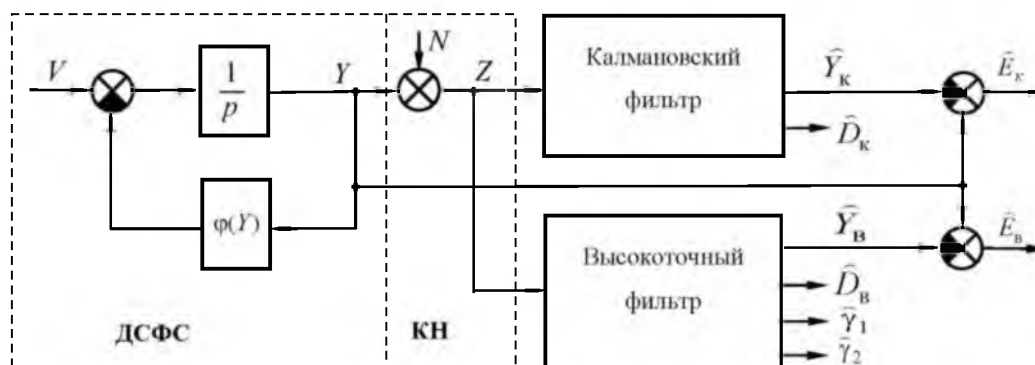 V
1
p
Y
N
Z
φ(Y)
ДСФС
КН
Калмановский
фильтр
Ŷк
D̂к
Êк
Высокоточный
фильтр
Ŷв
D̂в
γ̂1
γ̂2
Êв